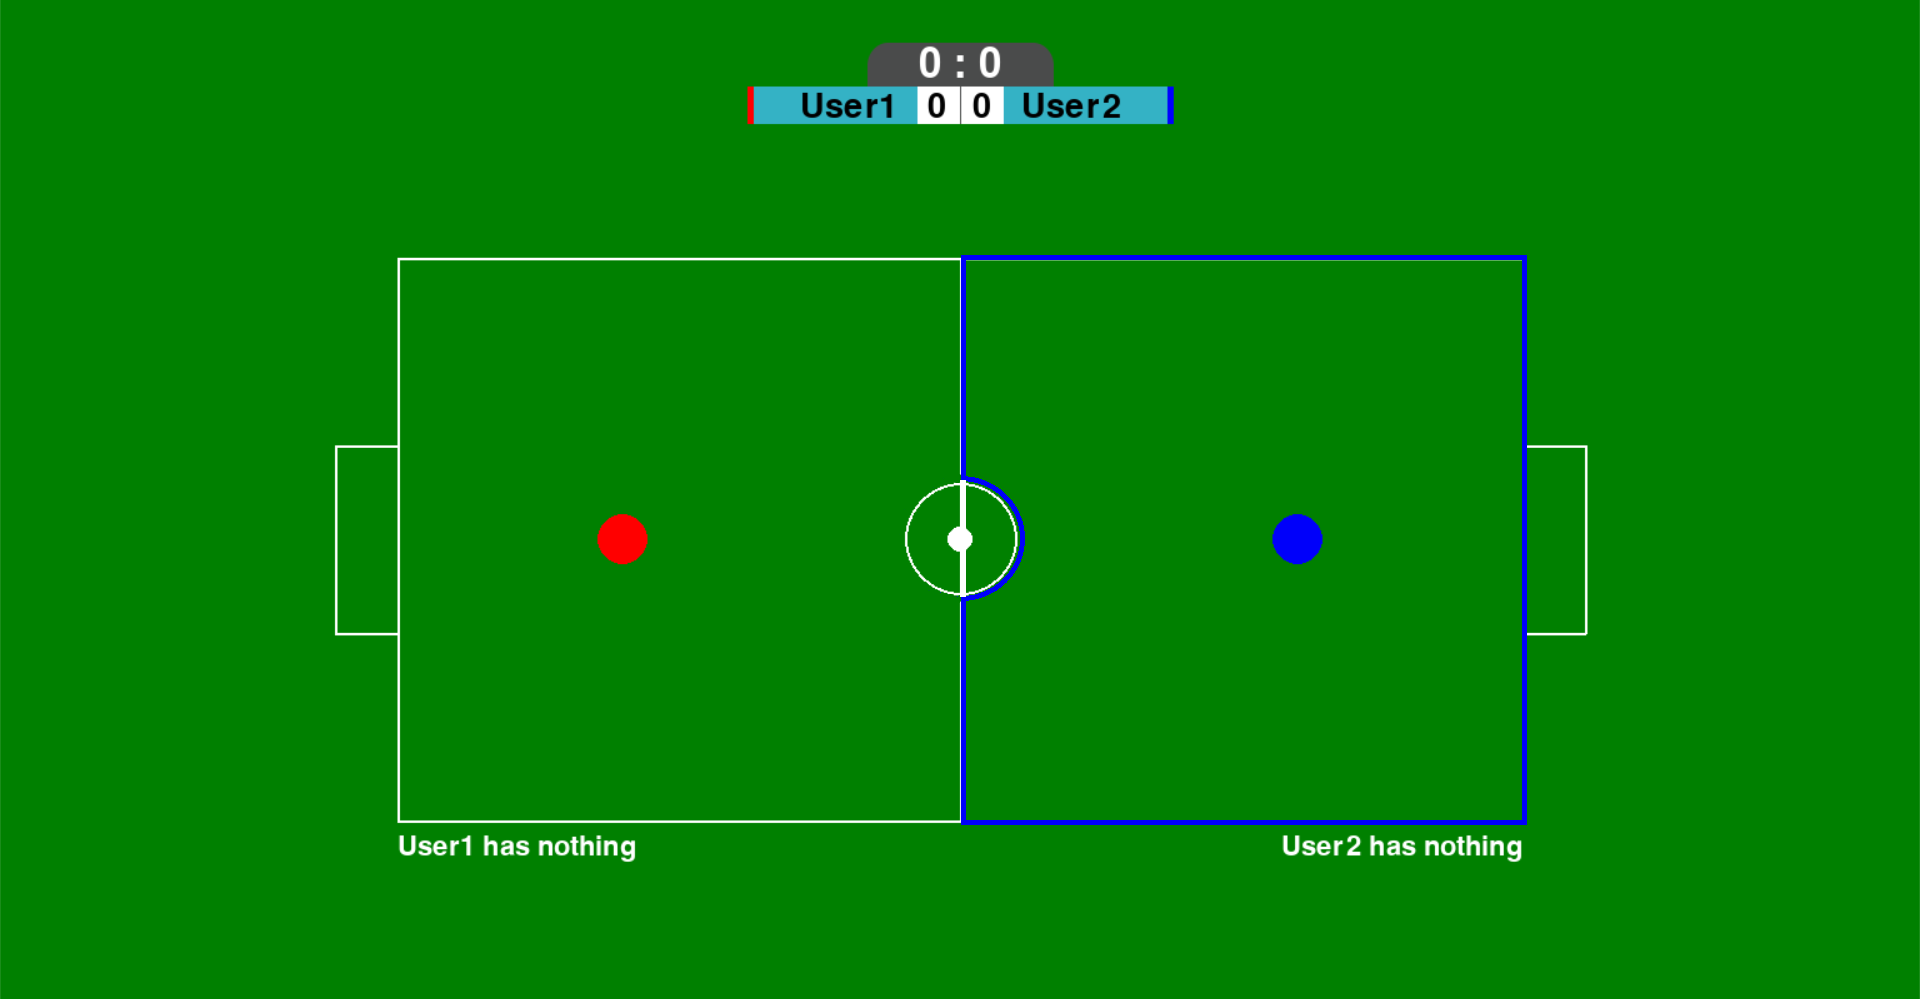 0 : 0
User1 0 0 User2
User1 has nothing
User2 has nothing